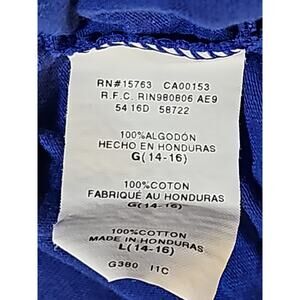 RN#15763 CA00153
R.F.C. RIN980806 AE9
54 16D 58722
100%ALGODÓN
HECHO EN HONDURAS
G(14-16)
100%COTON
FABRIQUÉ AU HONDURAS
G(14-16)
100%COTTON
MADE IN HONDURAS
L(14-16)
G380 I1C